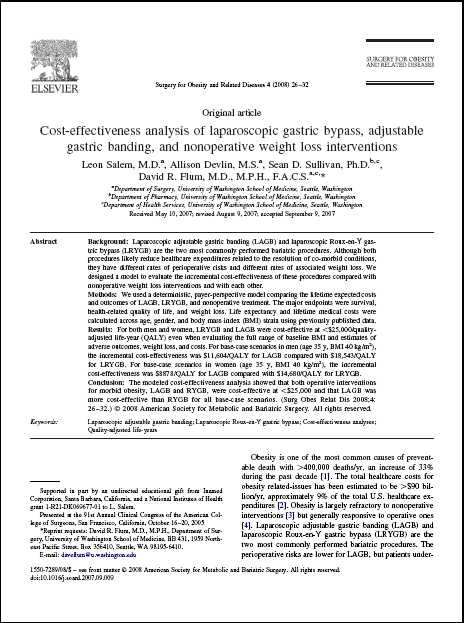 ELSEVIER
Surgery for Obesity and Related Diseases 4 (2008) 26–32
SURGERY FOR OBESITY
AND RELATED DISEASES
Original article
Cost-effectiveness analysis of laparoscopic gastric bypass, adjustable
gastric banding, and nonoperative weight loss interventions
Leon Salem, M.D.a, Allison Devlin, M.S.a, Sean D. Sullivan, Ph.D.b,c,
David R. Flum, M.D., M.P.H., F.A.C.S.a,c,*
aDepartment of Surgery, University of Washington School of Medicine, Seattle, Washington
bDepartment of Pharmacy, University of Washington School of Medicine, Seattle, Washington
cDepartment of Health Services, University of Washington School of Medicine, Seattle, Washington
Received May 10, 2007; revised August 9, 2007; accepted September 9, 2007
Abstract
Background: Laparoscopic adjustable gastric banding (LAGB) and laparoscopic Roux-en-Y gas-
tric bypass (LRYGB) are the two most commonly performed bariatric procedures. Although both
procedures likely reduce healthcare expenditures related to the resolution of co-morbid conditions,
they have different rates of perioperative risks and different rates of associated weight loss. We
designed a model to evaluate the incremental cost-effectiveness of these procedures compared with
nonoperative weight loss interventions and with each other.
Methods: We used a deterministic, payer-perspective model comparing the lifetime expected costs
and outcomes of LAGB, LRYGB, and nonoperative treatment. The major endpoints were survival,
health-related quality of life, and weight loss. Life expectancy and lifetime medical costs were
calculated across age, gender, and body mass index (BMI) strata using previously published data.
Results: For both men and women, LRYGB and LAGB were cost-effective at <$25,000/quality-
adjusted life-year (QALY) even when evaluating the full range of baseline BMI and estimates of
adverse outcomes, weight loss, and costs. For base-case scenarios in men (age 35 y, BMI 40 kg/m2),
the incremental cost-effectiveness was $11,604/QALY for LAGB compared with $18,543/QALY
for LRYGB. For base-case scenarios in women (age 35 y, BMI 40 kg/m2), the incremental
cost-effectiveness was $8878/QALY for LAGB compared with $14,680/QALY for LRYGB.
Conclusion: The modeled cost-effectiveness analysis showed that both operative interventions
for morbid obesity, LAGB and RYGB, were cost-effective at <$25,000 and that LAGB was
more cost-effective than RYGB for all base-case scenarios. (Surg Obes Relat Dis 2008;4:
26–32.) © 2008 American Society for Metabolic and Bariatric Surgery. All rights reserved.
Keywords:
Laparoscopic adjustable gastric banding; Laparoscopic Roux-en-Y gastric bypass; Cost-effectiveness analyses;
Quality-adjusted life-years
Supported in part by an undirected educational gift from Inamed
Corporation, Santa Barbara, California, and a National Institutes of Health
grant 1-R21-DK069677-01 to L. Salem.
Presented at the 91st Annual Clinical Congress of the American Col-
lege of Surgeons, San Francisco, California, October 16–20, 2005
*Reprint requests: David R. Flum, M.D., M.P.H., Department of Sur-
gery, University of Washington School of Medicine, BB 431, 1959 North-
east Pacific Street, Box 356410, Seattle, WA 98195-6410.
E-mail: daveflum@u.washington.edu
Obesity is one of the most common causes of prevent-
able death with >400,000 deaths/yr, an increase of 33%
during the past decade [1]. The total healthcare costs for
obesity related-issues has been estimated to be >$90 bil-
lion/yr, approximately 9% of the total U.S. healthcare ex-
penditures [2]. Obesity is largely refractory to nonoperative
interventions [3] but generally responsive to operative ones
[4]. Laparoscopic adjustable gastric banding (LAGB) and
laparoscopic Roux-en-Y gastric bypass (LRYGB) are the
two most commonly performed bariatric procedures. The
perioperative risks are lower for LAGB, but patients under-
1550-7289/08/$ – see front matter © 2008 American Society for Metabolic and Bariatric Surgery. All rights reserved.
doi:10.1016/j.soard.2007.09.009